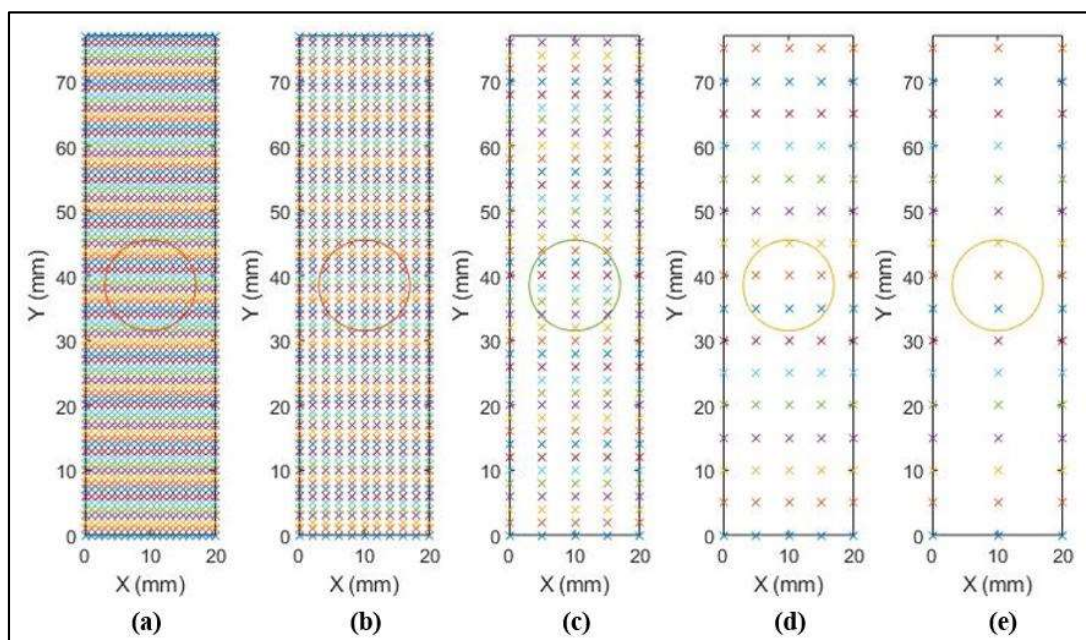 70 70 70 70 70
60 60 60 60 60
50 50 50 50 50
Y (mm) 40 Y (mm) 40 Y (mm) 40 Y (mm) 40 Y (mm) 40
30 30 30 30 30
20 20 20 20 20
10 10 10 10 10
0 0 0 0 0
0 10 20 0 10 20 0 10 20 0 10 20 0 10 20
X (mm) X (mm) X (mm) X (mm) X (mm)
(a) (b) (c) (d) (e)